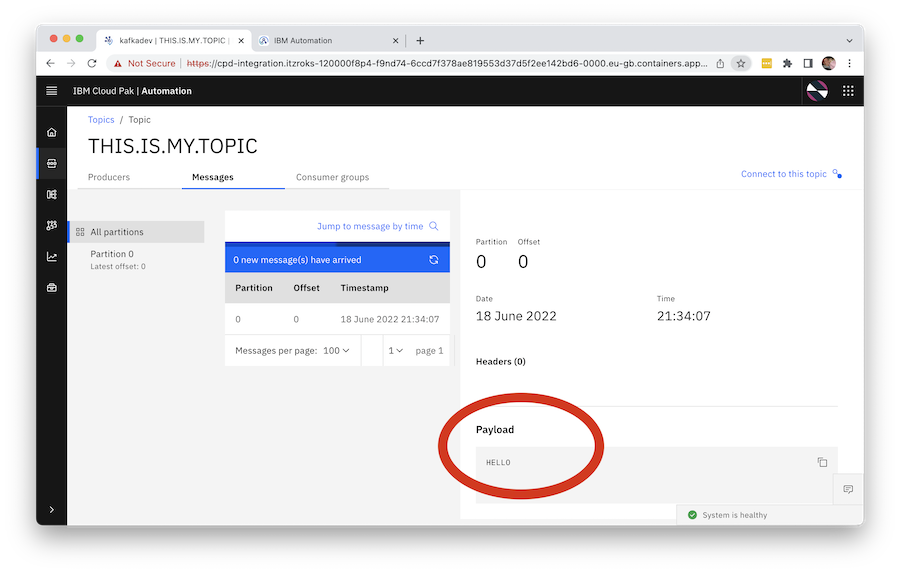 kafkadev | THIS.IS.MY.TOPIC |
IBM Automation
Not Secure | https://cpd-integration.itzroks-120000f8p4-f9nd74-6ccd7f378ae819553d37d5f2ee142bd6-0000.eu-gb.containers.app...
IBM Cloud Pak | Automation
Topics / Topic
THIS.IS.MY.TOPIC
Producers Messages Consumer groups
Connect to this topic
All partitions
Partition 0
Latest offset: 0
Jump to message by time
0 new message(s) have arrived
Partition Offset Timestamp
0 0 18 June 2022 21:34:07
Messages per page: 100 1 page 1
Partition Offset
0 0
Date Time
18 June 2022 21:34:07
Headers (0)
Payload
HELLO
System is healthy